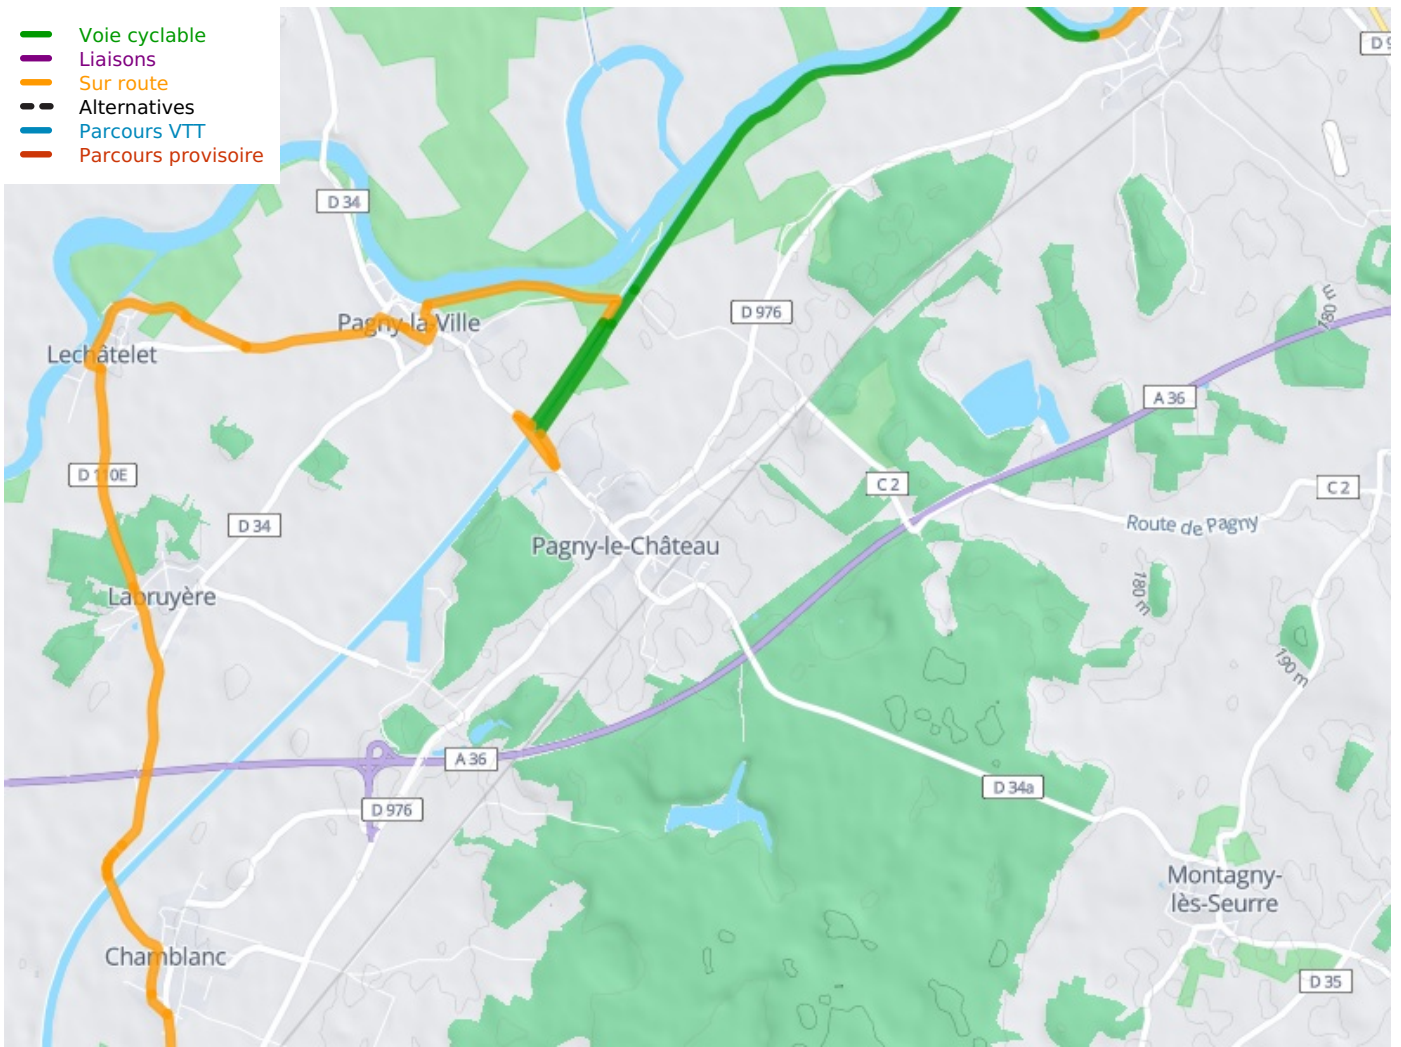 Voie cyclable
Liaisons
Sur route
Alternatives
Parcours VTT
Parcours provisoire
D 34
Pagny-la-Ville
Lechâtelet
D 976
180 m
A 36
D 110E
C 2
C 2
D 34
Route de Pagny
Pagny-le-Château
180 m
Labruyère
190 m
A 36
D 34a
D 976
Montagny-
lès-Seurre
Chamblanc
D 35